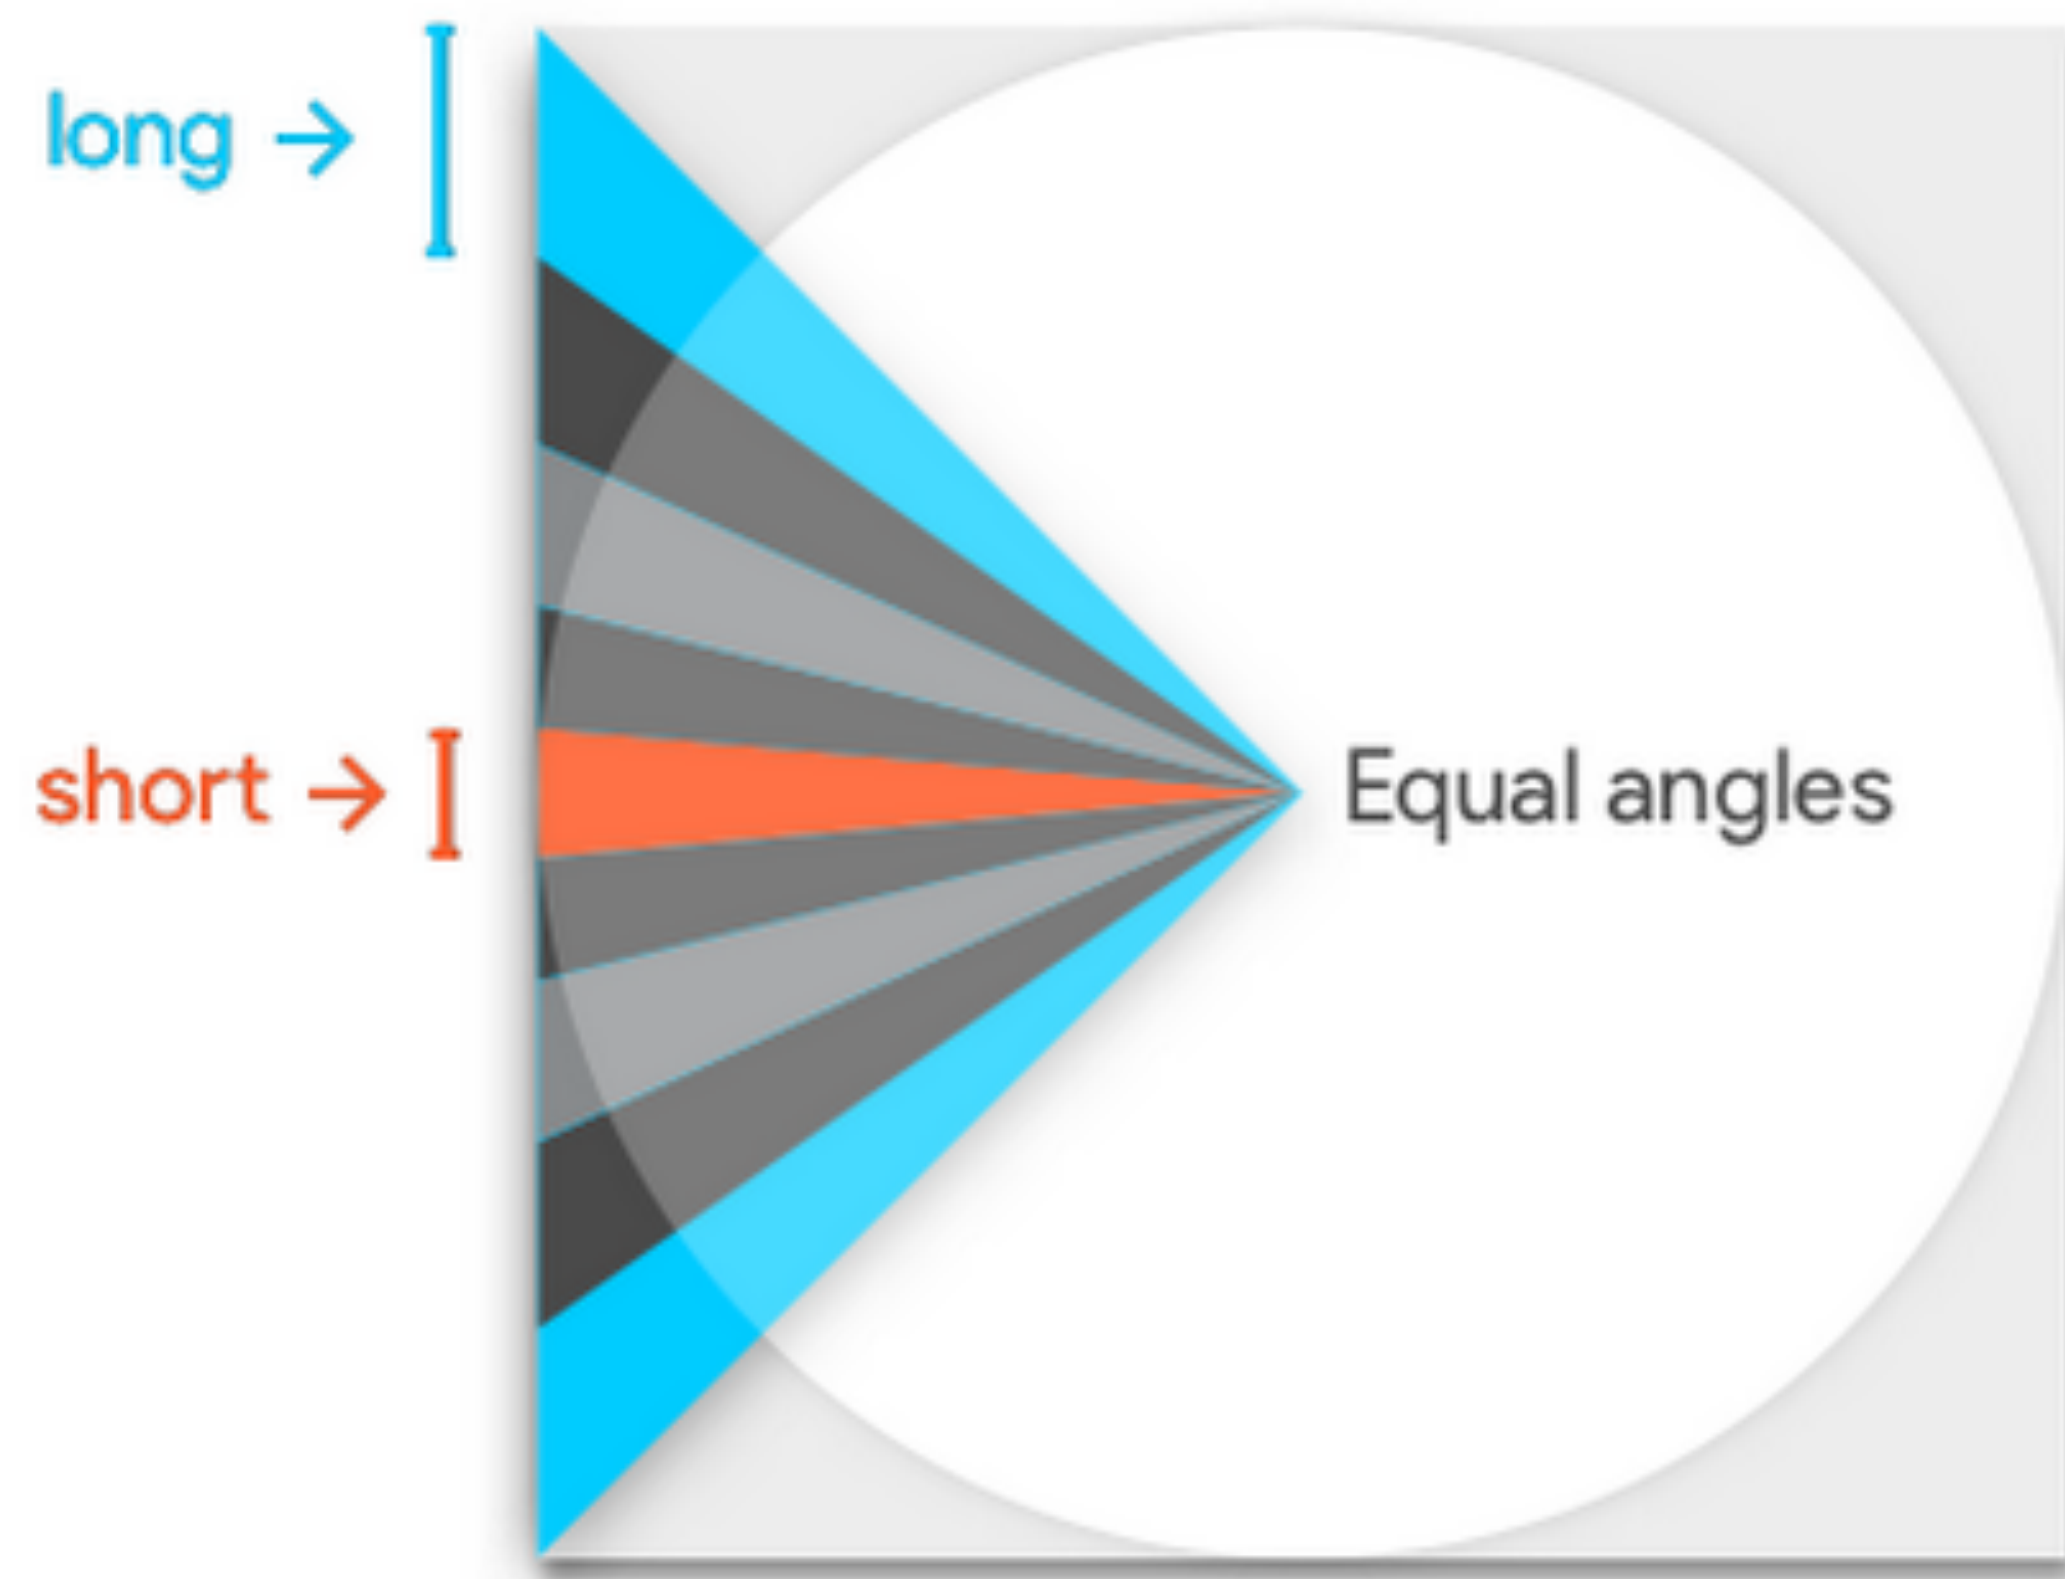 long →
short →
Equal angles